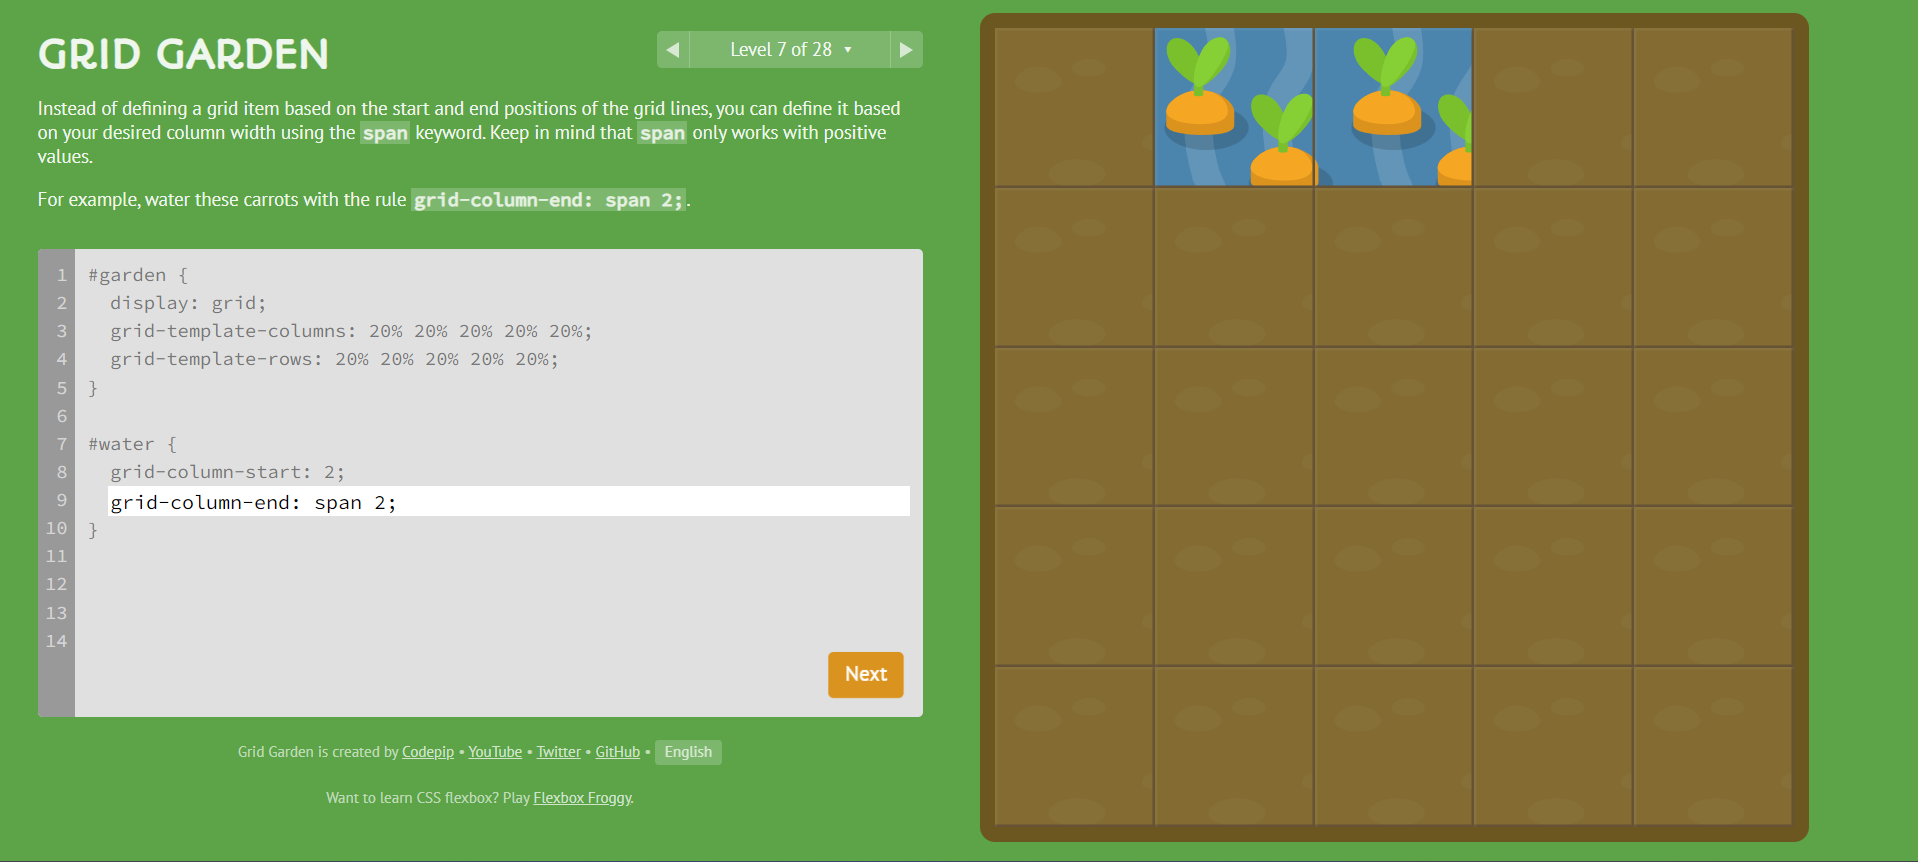 GRID GARDEN
Level 7 of 28
Instead of defining a grid item based on the start and end positions of the grid lines, you can define it based
on your desired column width using the span keyword. Keep in mind that span only works with positive
values.
For example, water these carrots with the rule grid-column-end: span 2;.
1 #garden {
2 display: grid;
3 grid-template-columns: 20% 20% 20% 20% 20%;
4 grid-template-rows: 20% 20% 20% 20% 20%;
5 }
6
7 #water {
8 grid-column-start: 2;
9 grid-column-end: span 2;
10 }
11
12
13
14
Next
Grid Garden is created by Codepip • YouTube • Twitter • GitHub • English
Want to learn CSS flexbox? Play Flexbox Froggy.